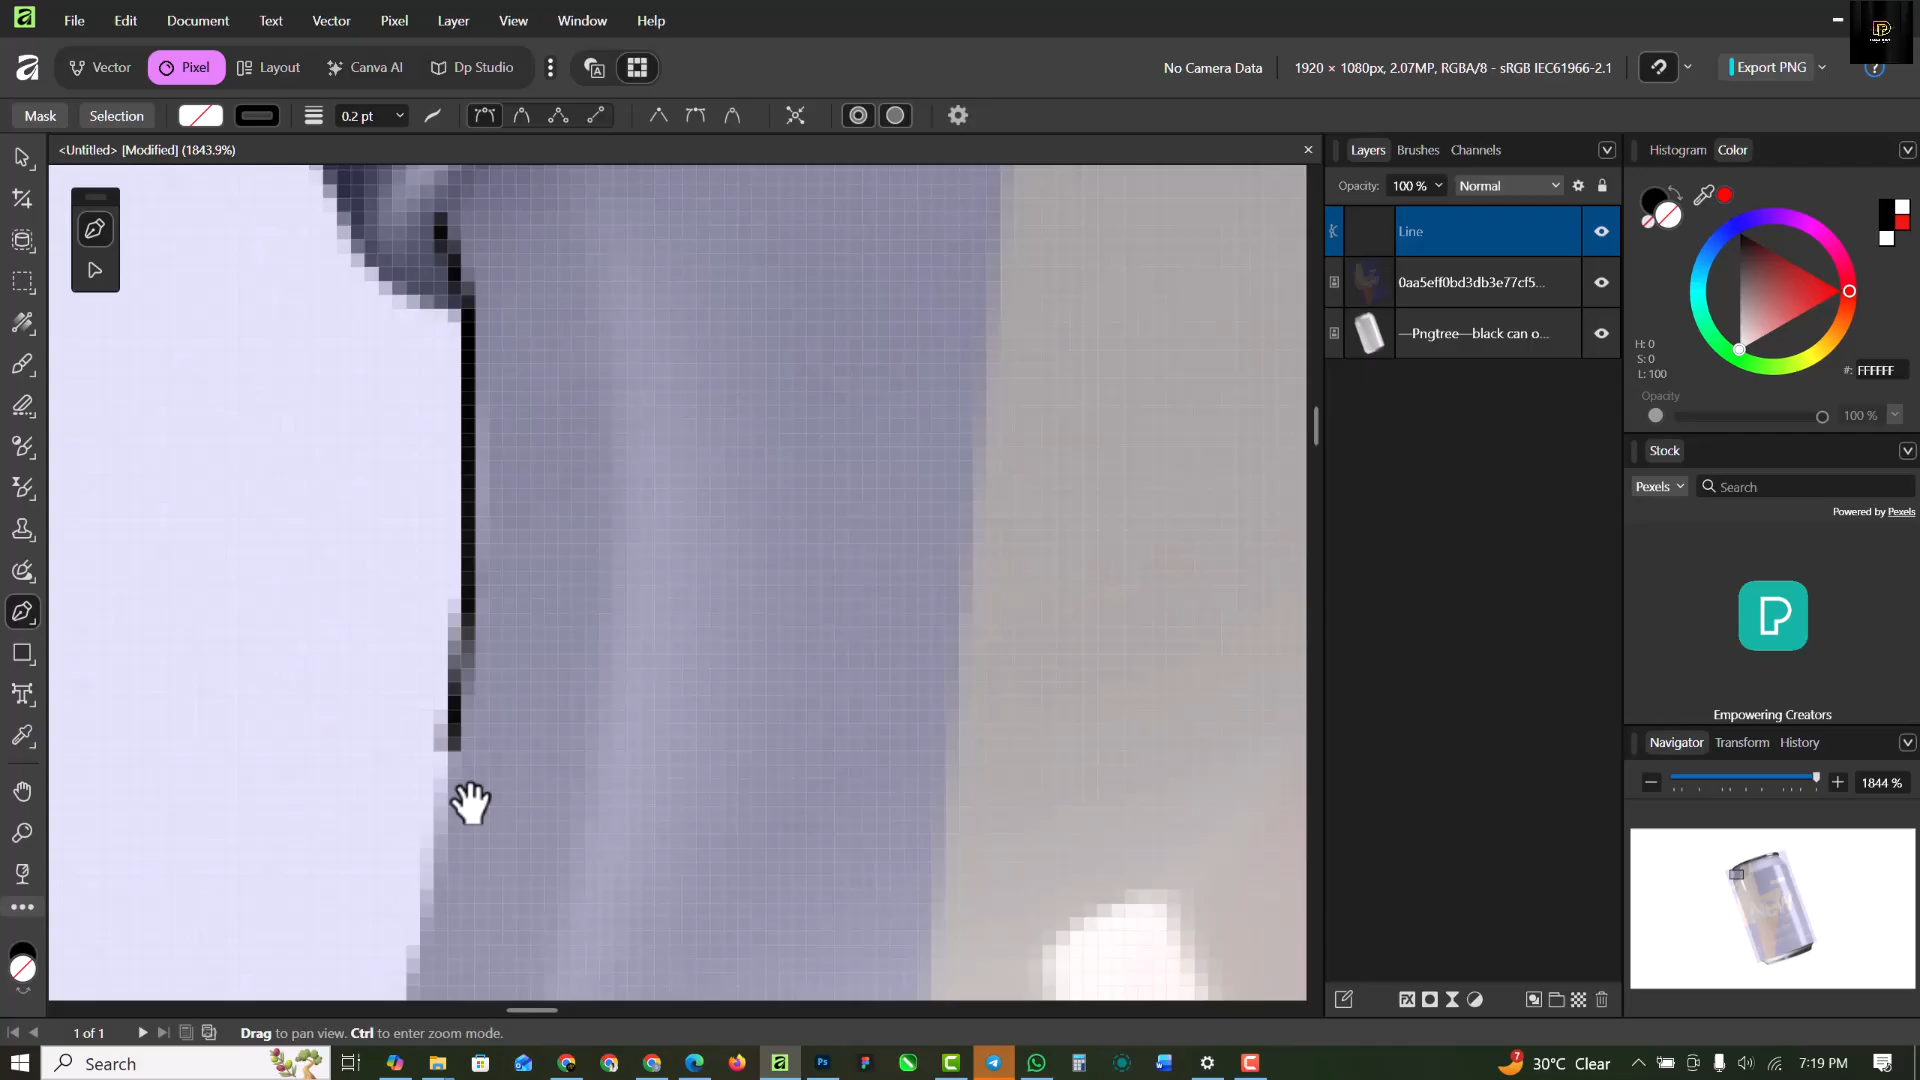 File Edit Document Text Vector Pixel Layer View Window Help
Vector Pixel Layout Canva AI Dp Studio No Camera Data 1920 × 1080px, 2.07MP, RGBA/8 - sRGB IEC61966-2.1 Export PNG ?
Mask Selection 0.2 pt
<Untitled> [Modified] (1843.9%)
Layers Brushes Channels
Opacity: 100 % Normal
Line
0aa5eff0bd3db3e77cf5...
—Pngtree—black can o...
Histogram Color
H: 0
S: 0
L: 100
#: FFFFFF
Opacity
100 %
Stock
Pexels Search
Powered by Pexels
Empowering Creators
Navigator Transform History
1844 %
1 of 1 Drag to pan view. Ctrl to enter zoom mode.
Search 7 30°C Clear 7:19 PM